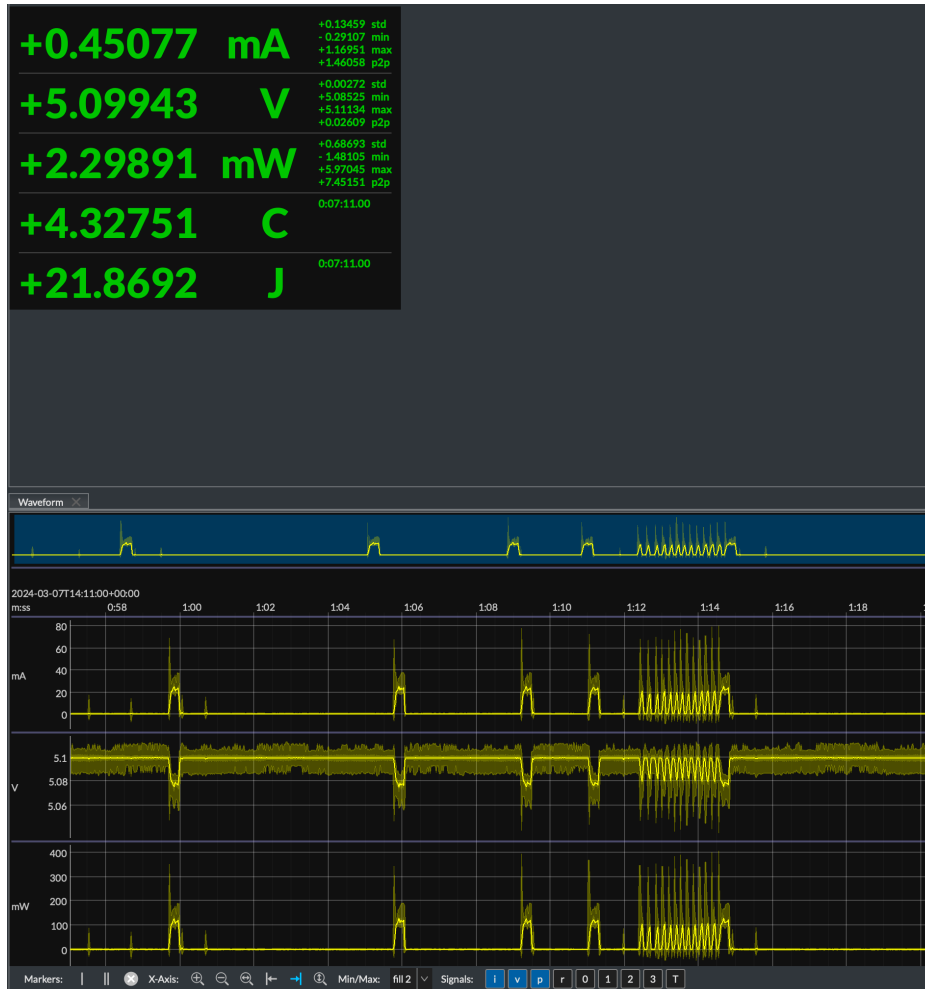 +0.45077 mA
+0.13459 std
- 0.29107 min
+1.16951 max
+1.46058 p2p
+5.09943 V
+0.00272 std
+5.08525 min
+5.11134 max
+0.02609 p2p
+2.29891 mW
+0.68693 std
- 1.48105 min
+5.97045 max
+7.45151 p2p
+4.32751 C
0:07:11.00
+21.8692 J
0:07:11.00
Waveform
2024-03-07T14:11:00+00:00
m:ss 0:58 1:00 1:02 1:04 1:06 1:08 1:10 1:12 1:14 1:16 1:18
80
60
mA 40
20
0
5.1
5.08
V
5.06
400
300
mW 200
100
0
Markers: X-Axis: Min/Max: fill 2 Signals: i v p r 0 1 2 3 T